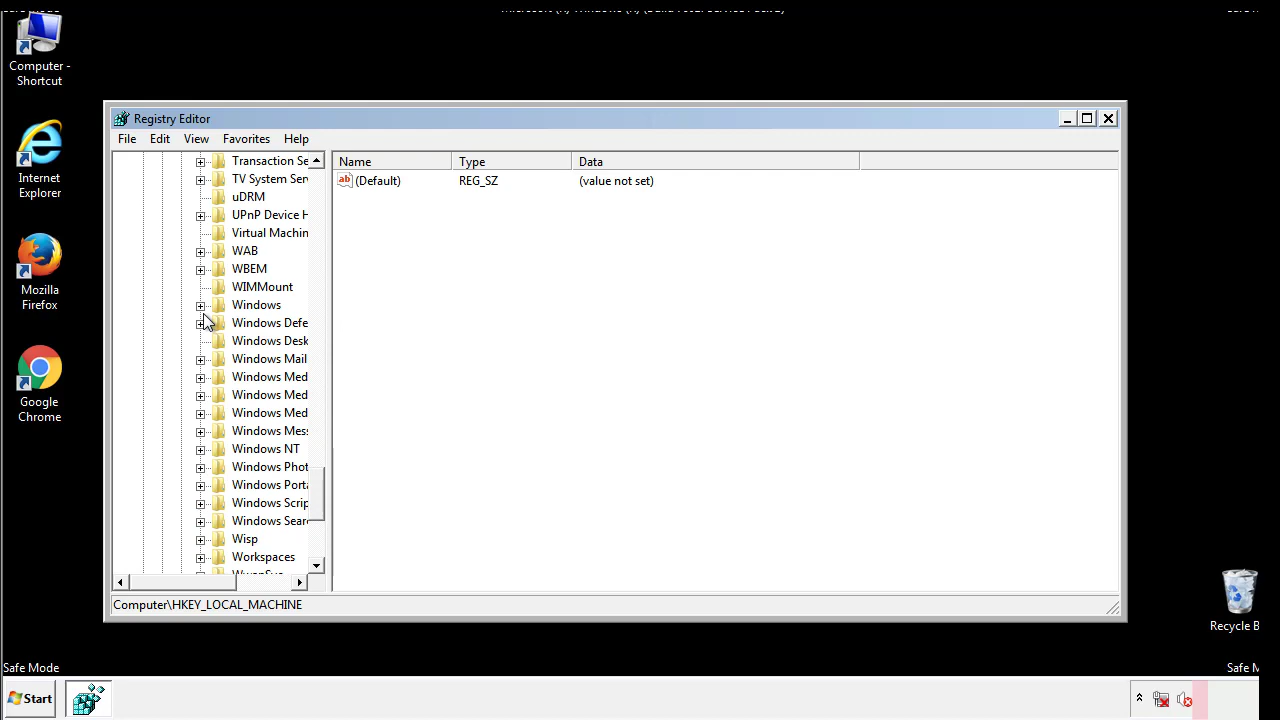 Computer -
Shortcut
Internet
Explorer
Mozilla
Firefox
Google
Chrome
Registry Editor
File Edit View Favorites Help
Transaction Se
TV System Serv
uDRM
UPnP Device H
Virtual Machin
WAB
WBEM
WIMMount
Windows
Windows Defe
Windows Desk
Windows Mail
Windows Med
Windows Med
Windows Med
Windows Mess
Windows NT
Windows Phot
Windows Porta
Windows Scrip
Windows Sear
Wisp
Workspaces
Name Type Data
(Default) REG_SZ (value not set)
Computer\HKEY_LOCAL_MACHINE
Recycle B
Safe Mode
Safe M
Start